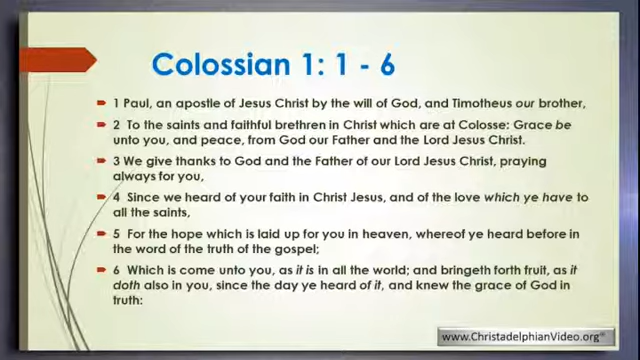 Colossian 1: 1 - 6
1 Paul, an apostle of Jesus Christ by the will of God, and Timotheus our brother,
2 To the saints and faithful brethren in Christ which are at Colosse: Grace be
unto you, and peace, from God our Father and the Lord Jesus Christ.
3 We give thanks to God and the Father of our Lord Jesus Christ, praying
always for you,
4 Since we heard of your faith in Christ Jesus, and of the love which ye have to
all the saints,
5 For the hope which is laid up for you in heaven, whereof ye heard before in
the word of the truth of the gospel;
6 Which is come unto you, as it is in all the world; and bringeth forth fruit, as it
doth also in you, since the day ye heard of it, and knew the grace of God in
truth:
www.ChristadelphianVideo.org